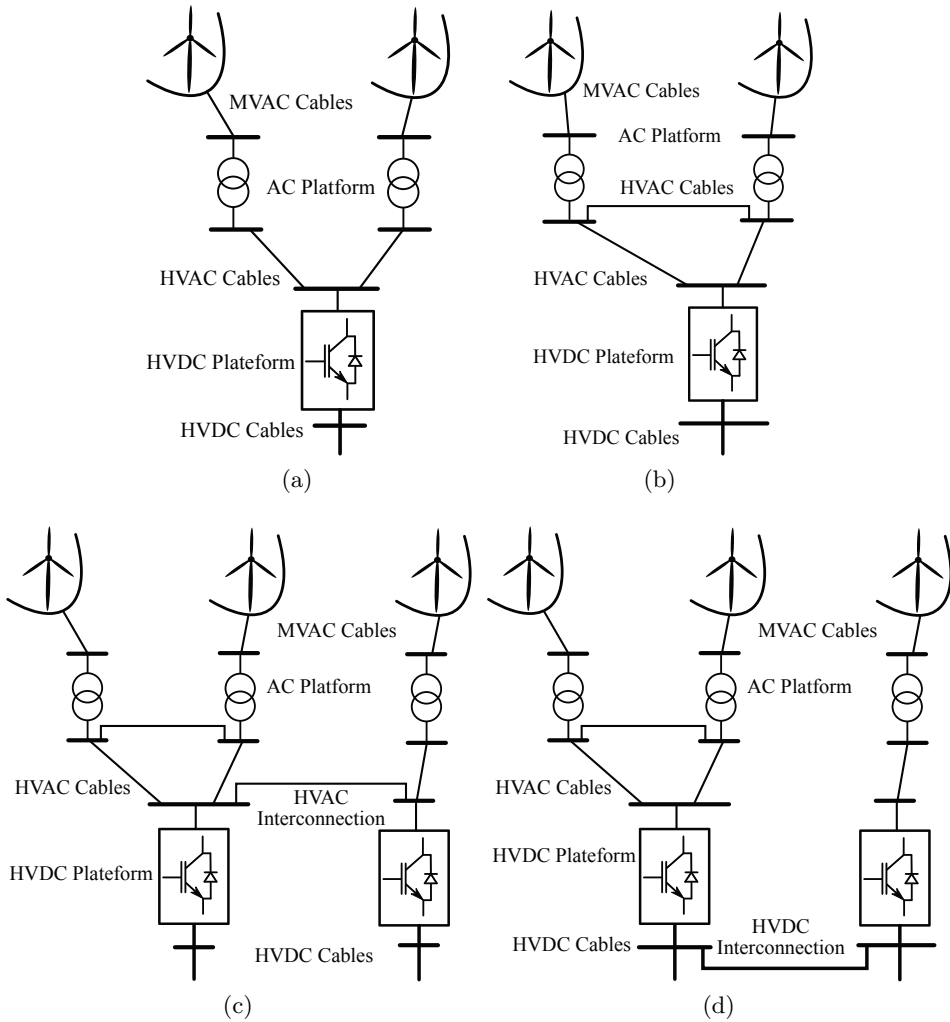 MVAC Cables
AC Platform
HVAC Cables
HVDC Plateform
HVDC Cables
(a)
MVAC Cables
AC Platform
HVAC Cables
HVAC Cables
HVDC Plateform
HVDC Cables
(b)
MVAC Cables
AC Platform
HVAC Cables
HVAC
Interconnection
HVDC Plateform
HVDC Cables
(c)
MVAC Cables
AC Platform
HVAC Cables
HVDC Plateform
HVDC Cables
HVDC
Interconnection
(d)